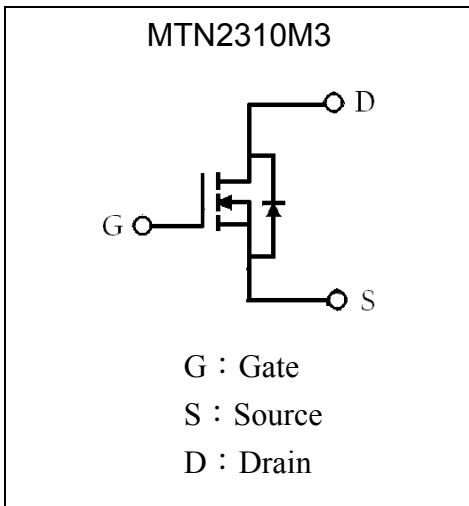 MTN2310M3
D
G
S
G：Gate
S：Source
D：Drain